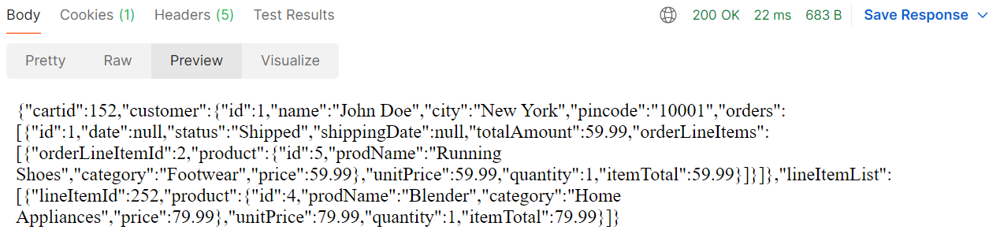 Body Cookies (1) Headers (5) Test Results 200 OK 22 ms 683 B Save Response
Pretty Raw Preview Visualize
{"cartid":152,"customer":{"id":1,"name":"John Doe","city":"New York","pincode":"10001","orders":
[{"id":1,"date":null,"status":"Shipped","shippingDate":null,"totalAmount":59.99,"orderLineItems":
[{"orderLineItemId":2,"product":{"id":5,"prodName":"Running
Shoes","category":"Footwear","price":59.99},"unitPrice":59.99,"quantity":1,"itemTotal":59.99}]}]},"lineItemList":
[{"lineItemId":252,"product":{"id":4,"prodName":"Blender","category":"Home
Appliances","price":79.99},"unitPrice":79.99,"quantity":1,"itemTotal":79.99}]}